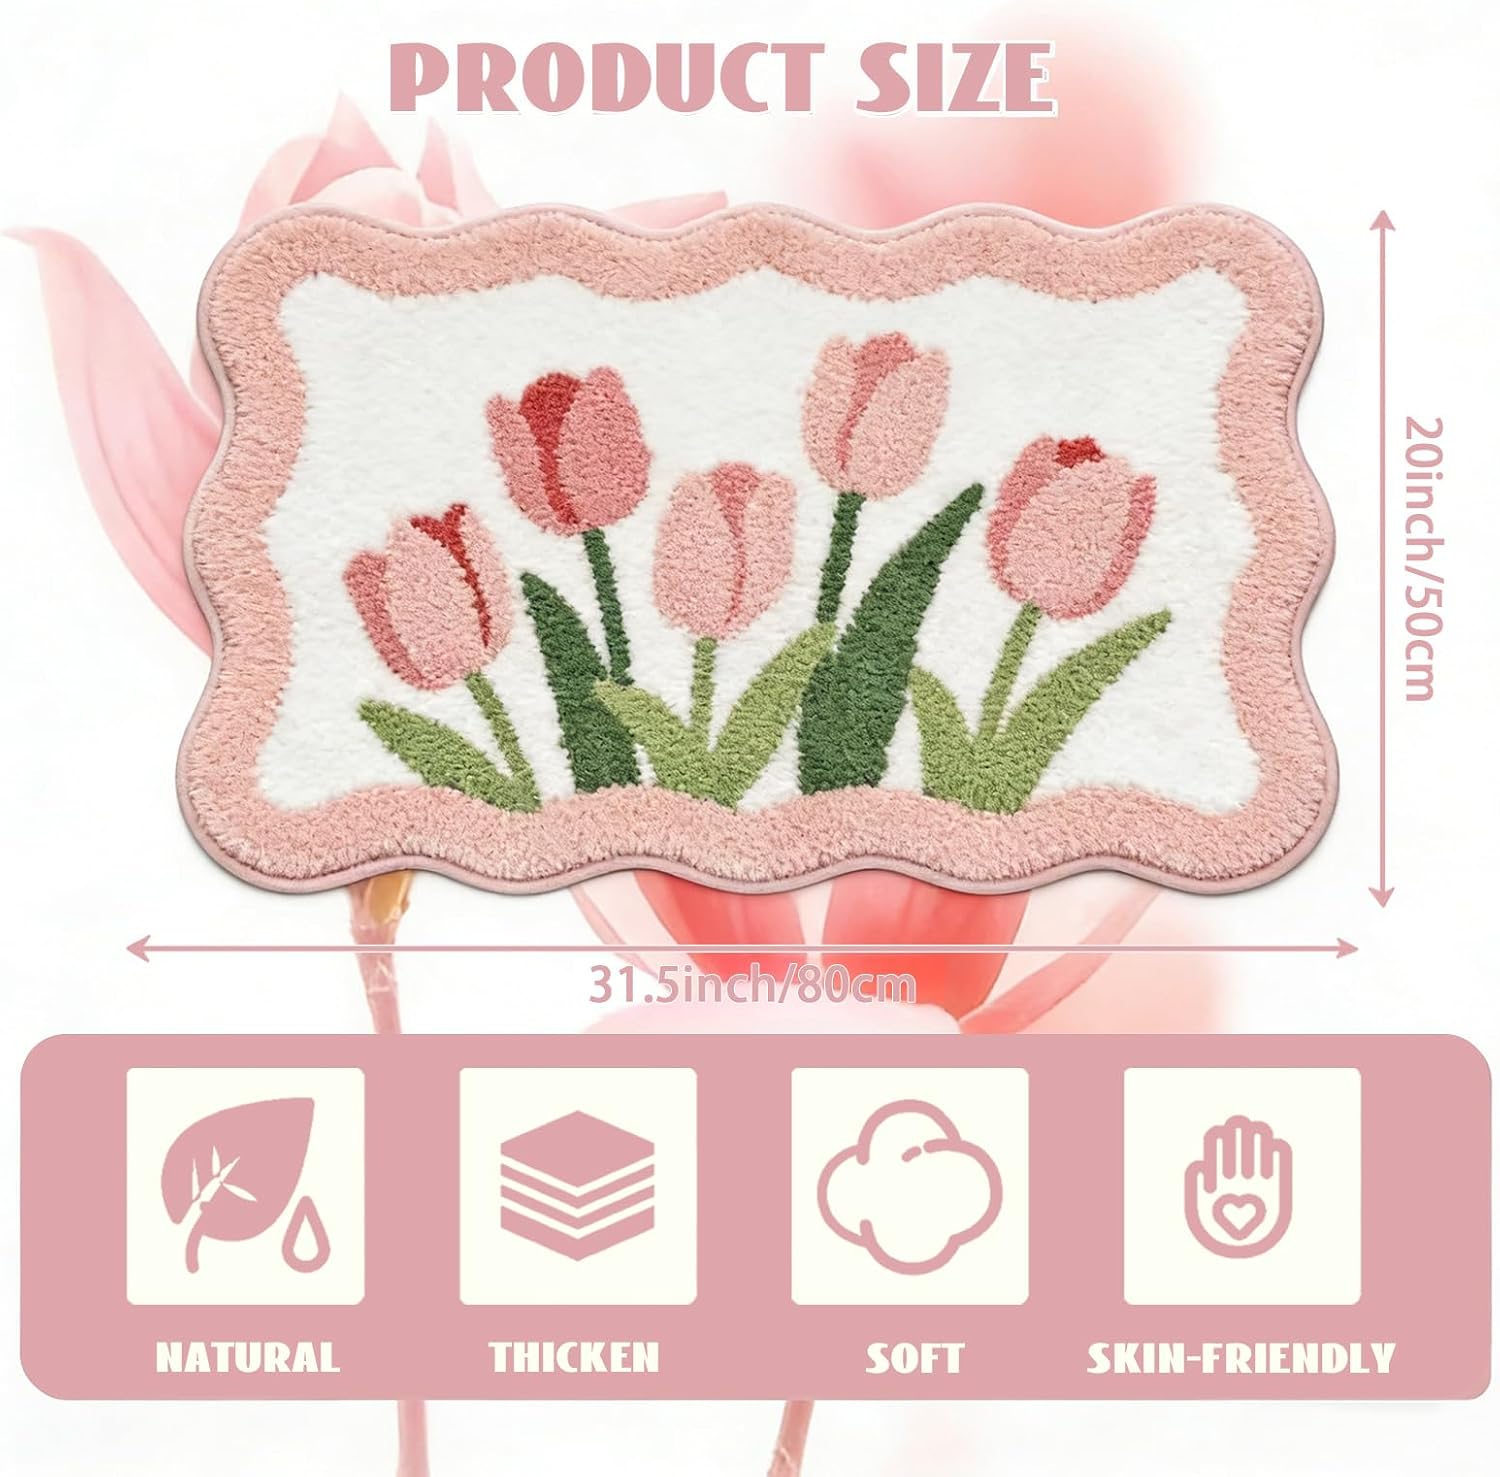 PRODUCT SIZE
20inch/50cm
31.5inch/80cm
NATURAL
THICKEN
SOFT
SKIN-FRIENDLY